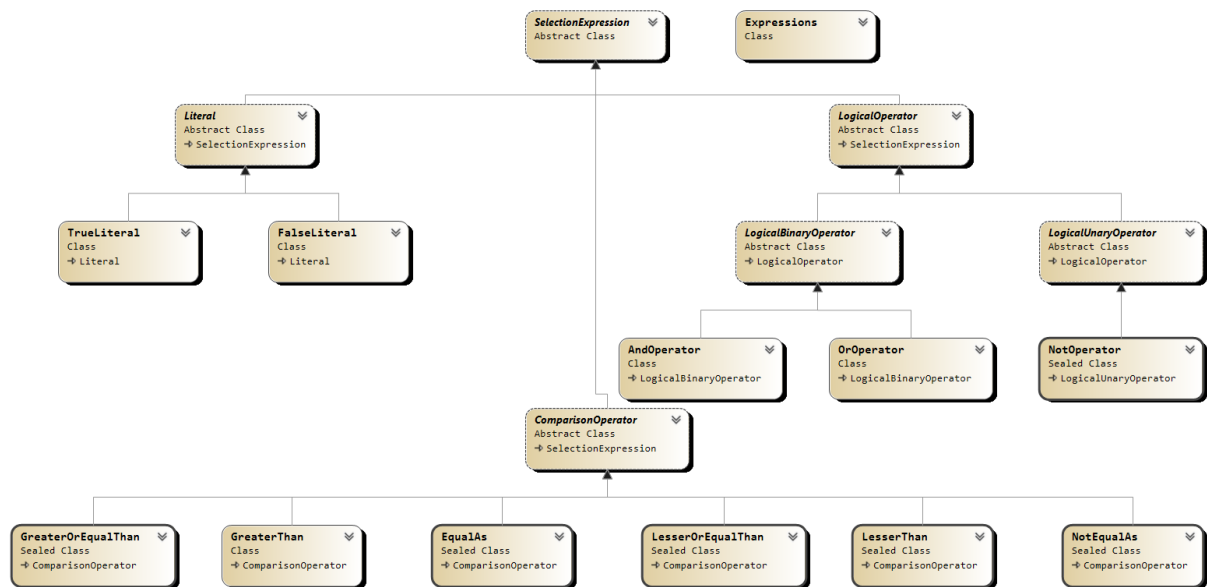 SelectionExpression
Abstract Class
Expressions
Class
Literal
Abstract Class
SelectionExpression
LogicalOperator
Abstract Class
SelectionExpression
TrueLiteral
Class
Literal
FalseLiteral
Class
Literal
LogicalBinaryOperator
Abstract Class
LogicalOperator
LogicalUnaryOperator
Abstract Class
LogicalOperator
AndOperator
Class
LogicalBinaryOperator
OrOperator
Class
LogicalBinaryOperator
NotOperator
Sealed Class
LogicalUnaryOperator
ComparisonOperator
Abstract Class
SelectionExpression
GreaterOrEqualThan
Sealed Class
ComparisonOperator
GreaterThan
Class
ComparisonOperator
EqualAs
Sealed Class
ComparisonOperator
LesserOrEqualThan
Sealed Class
ComparisonOperator
LesserThan
Sealed Class
ComparisonOperator
NotEqualAs
Sealed Class
ComparisonOperator